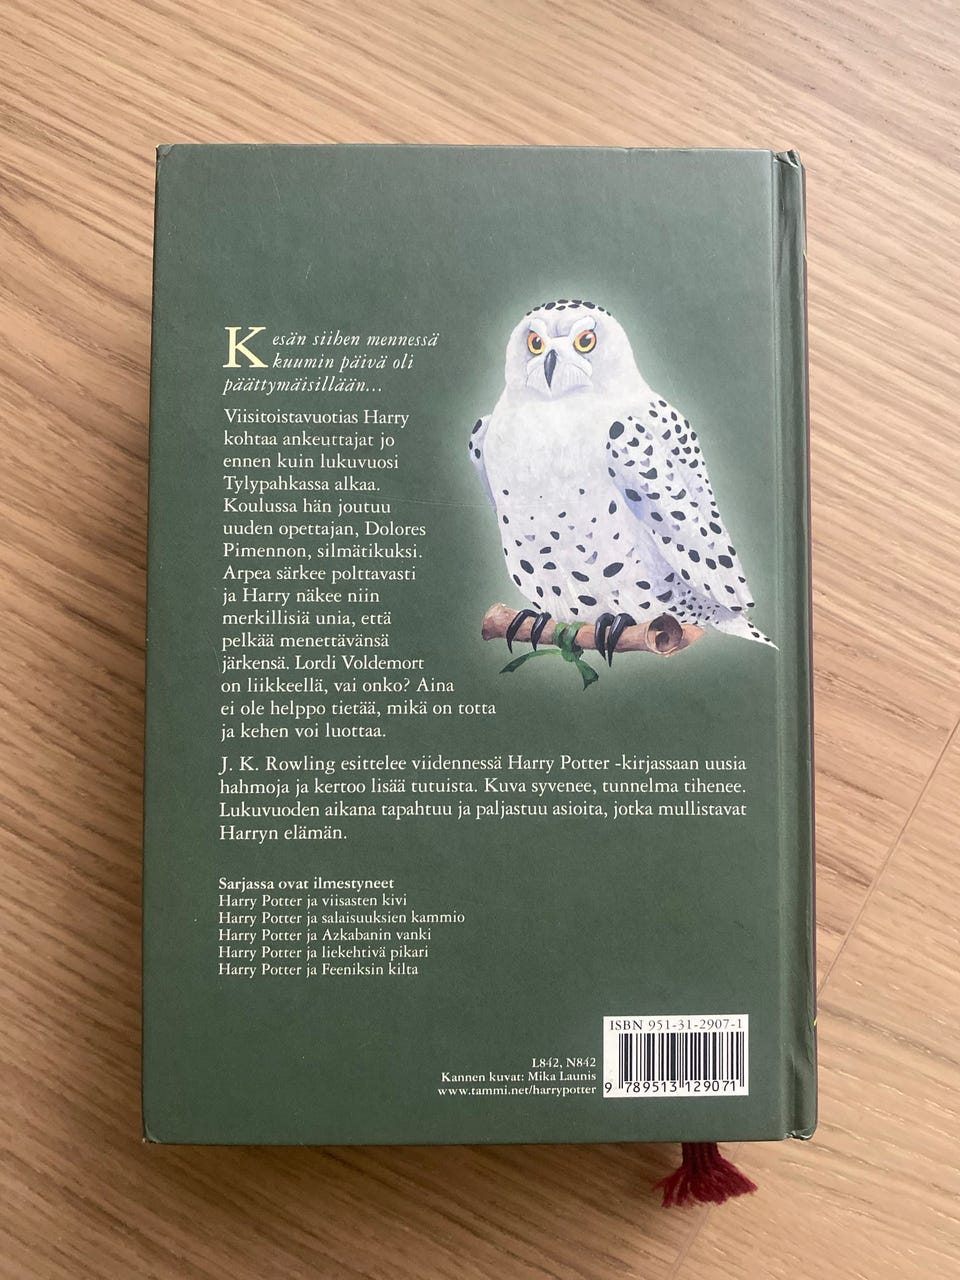 Kesän siihen mennessä
kuumin päivä oli
päättymäisillään...
Viisitoistavuotias Harry
kohtaa ankeuttajat jo
ennen kuin lukuvuosi
Tylypahkassa alkaa.
Koulussa hän joutuu
uuden opettajan, Dolores
Pimennon, silmätikuksi.
Arpea särkee polttavasti
ja Harry näkee niin
merkillisiä unia, että
pelkää menettävänsä
järkensä. Lordi Voldemort
on liikkeellä, vai onko? Aina
ei ole helppo tietää, mikä on totta
ja kehen voi luottaa.
J. K. Rowling esittelee viidennessä Harry Potter -kirjassaan uusia
hahmoja ja kertoo lisää tutuista. Kuva syvenee, tunnelma tihenee.
Lukuvuoden aikana tapahtuu ja paljastuu asioita, jotka mullistavat
Harryn elämän.
Sarjassa ovat ilmestyneet
Harry Potter ja viisasten kivi
Harry Potter ja salaisuuksien kammio
Harry Potter ja Azkabanin vanki
Harry Potter ja liekehtivä pikari
Harry Potter ja Feeniksin kilta
L842, N842
Kannen kuvat: Mika Launis
www.tammi.net/harrypotter
ISBN 951-31-2907-1
9 789513 129071